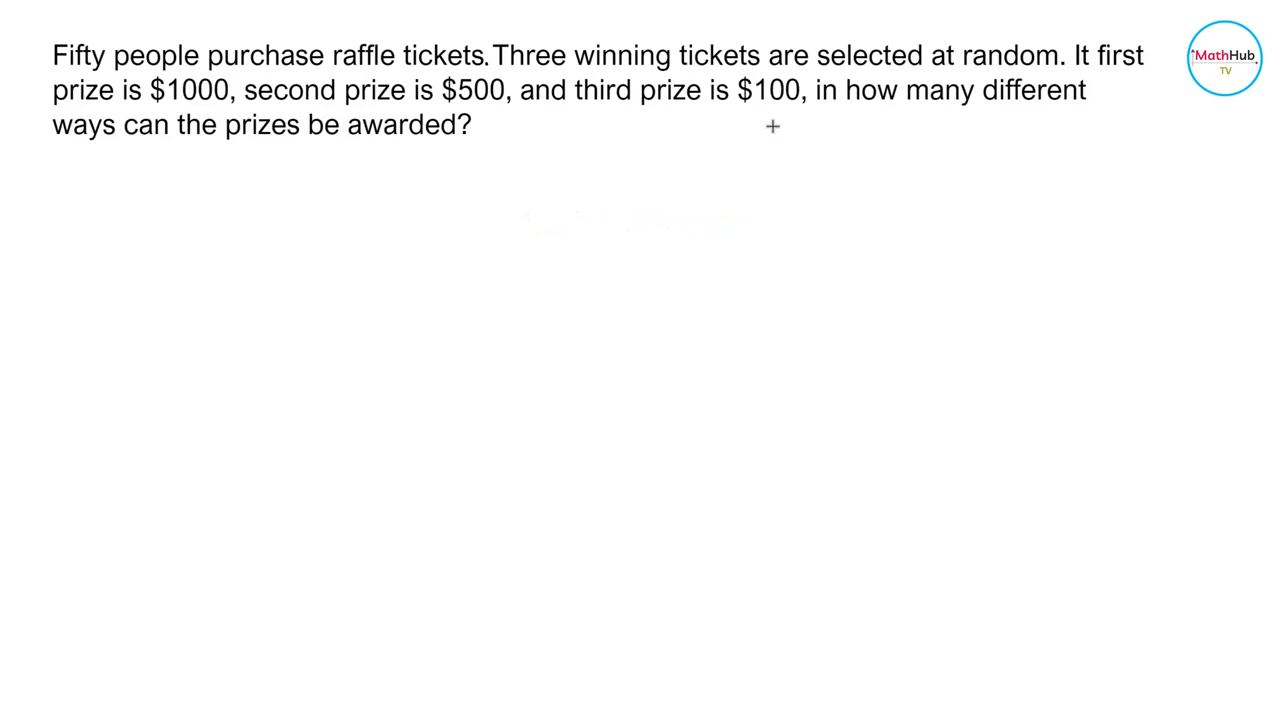 Fifty people purchase raffle tickets. Three winning tickets are selected at random. It first
prize is $1000, second prize is $500, and third prize is $100, in how many different
ways can the prizes be awarded?
MathHub
TV